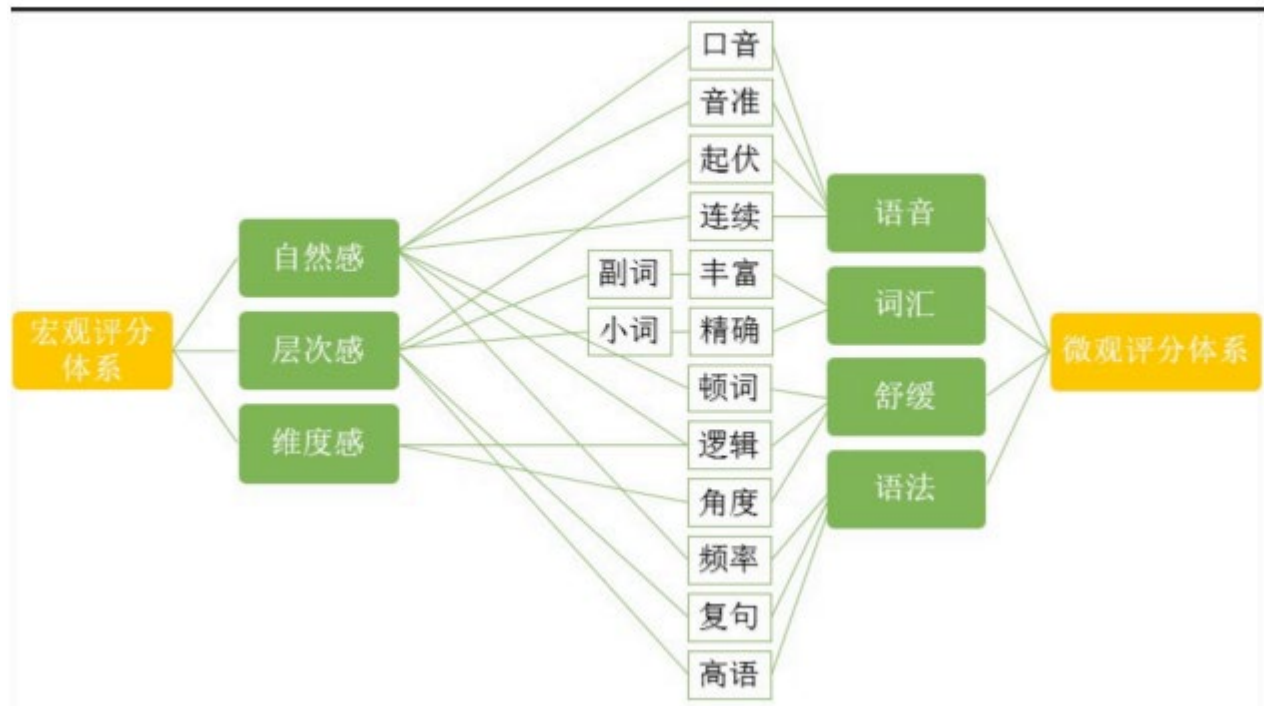 口音
音准
起伏
连续
语音
自然感
副词
丰富
词汇
宏观评分
体系
层次感
小词
精确
微观评分体系
顿词
舒缓
维度感
逻辑
语法
角度
频率
复句
高语